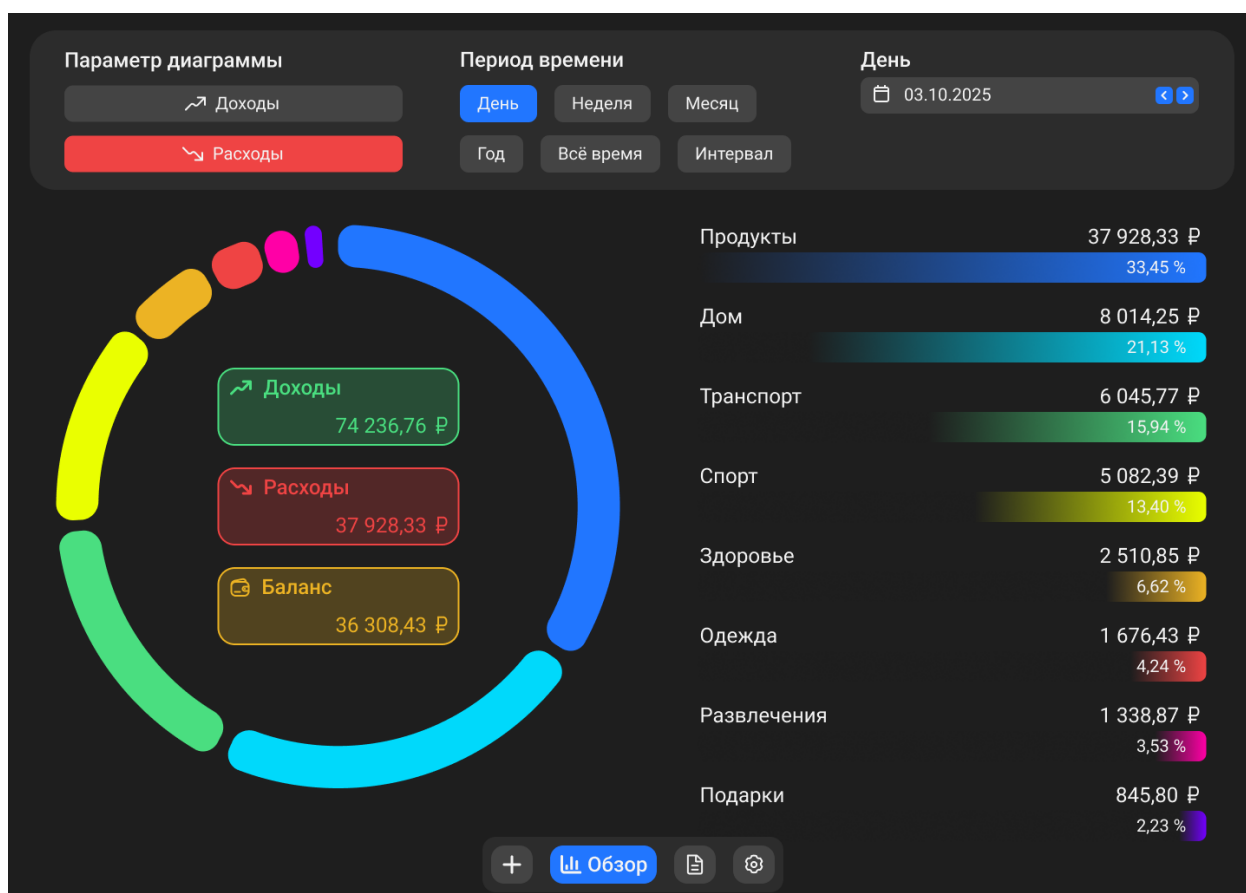 Параметр диаграммы
Доходы
Расходы
Период времени
День Неделя Месяц
Год Всё время Интервал
День
03.10.2025
Доходы
74 236,76 ₽
Расходы
37 928,33 ₽
Баланс
36 308,43 ₽
Продукты 37 928,33 ₽
33,45 %
Дом 8 014,25 ₽
21,13 %
Транспорт 6 045,77 ₽
15,94 %
Спорт 5 082,39 ₽
13,40 %
Здоровье 2 510,85 ₽
6,62 %
Одежда 1 676,43 ₽
4,24 %
Развлечения 1 338,87 ₽
3,53 %
Подарки 845,80 ₽
2,23 %
Обзор